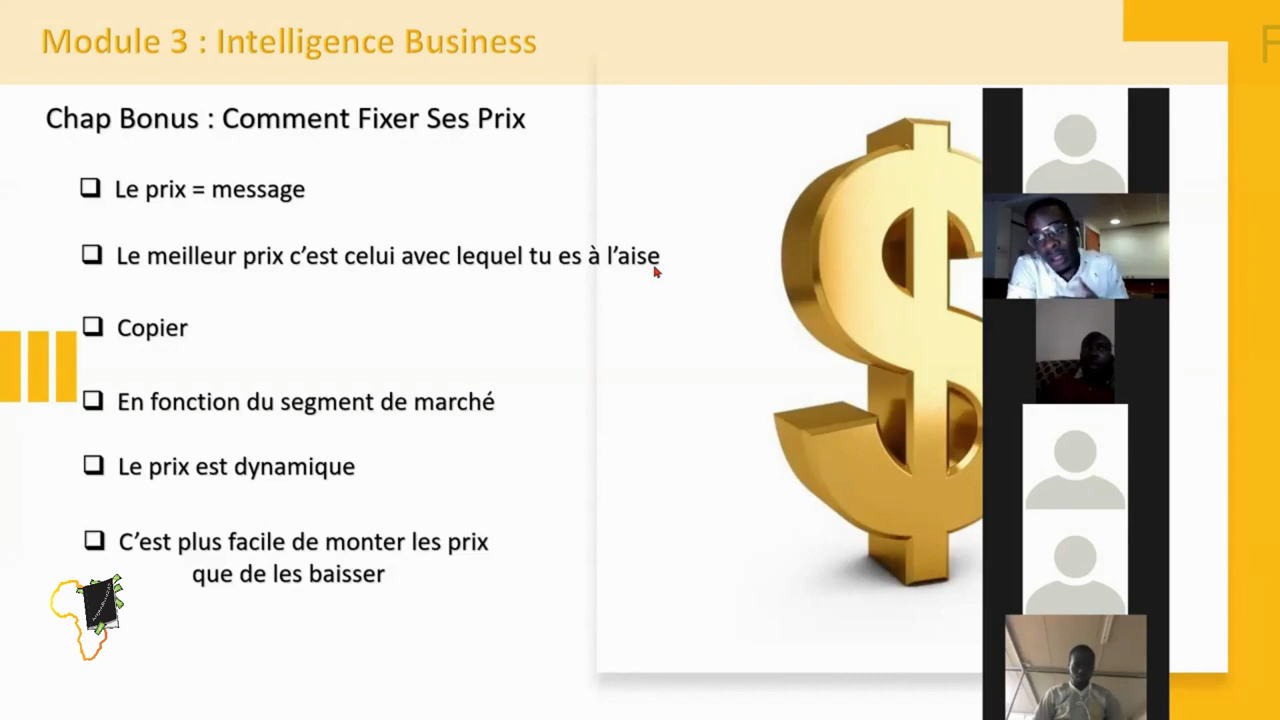 Module 3 : Intelligence Business
Chap Bonus : Comment Fixer Ses Prix
Le prix = message
Le meilleur prix c’est celui avec lequel tu es à l’aise
Copier
En fonction du segment de marché
Le prix est dynamique
C’est plus facile de monter les prix
que de les baisser